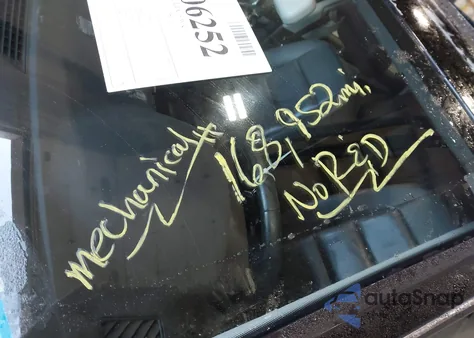 06252
mechanical
168,952mi.
No RED
autoSnap